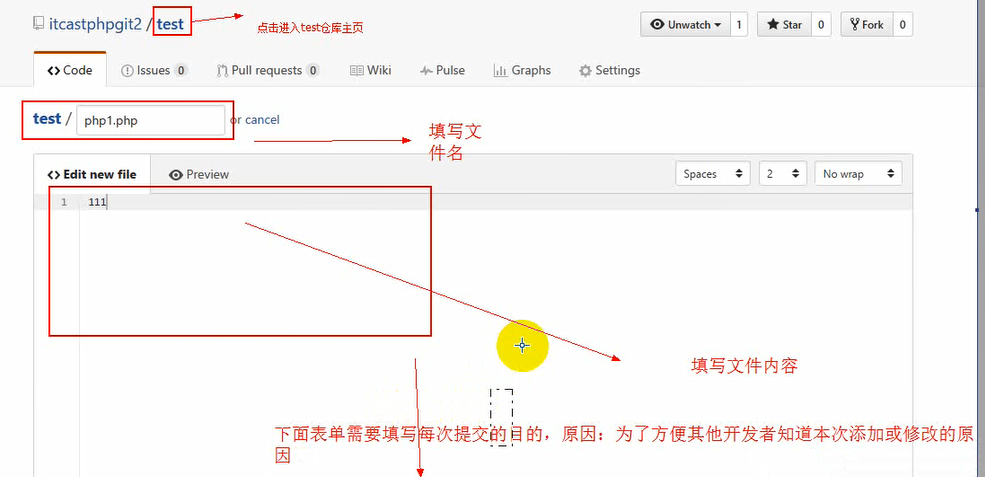 itcastphpgit2 / test
点击进入test仓库主页
Unwatch 1 Star 0 Fork 0
Code Issues 0 Pull requests 0 Wiki Pulse Graphs Settings
test / php1.php or cancel
填写文
件名
Edit new file Preview Spaces 2 No wrap
1 111
填写文件内容
下面表单需要填写每次提交的目的，原因：为了方便其他开发者知道本次添加或修改的原
因